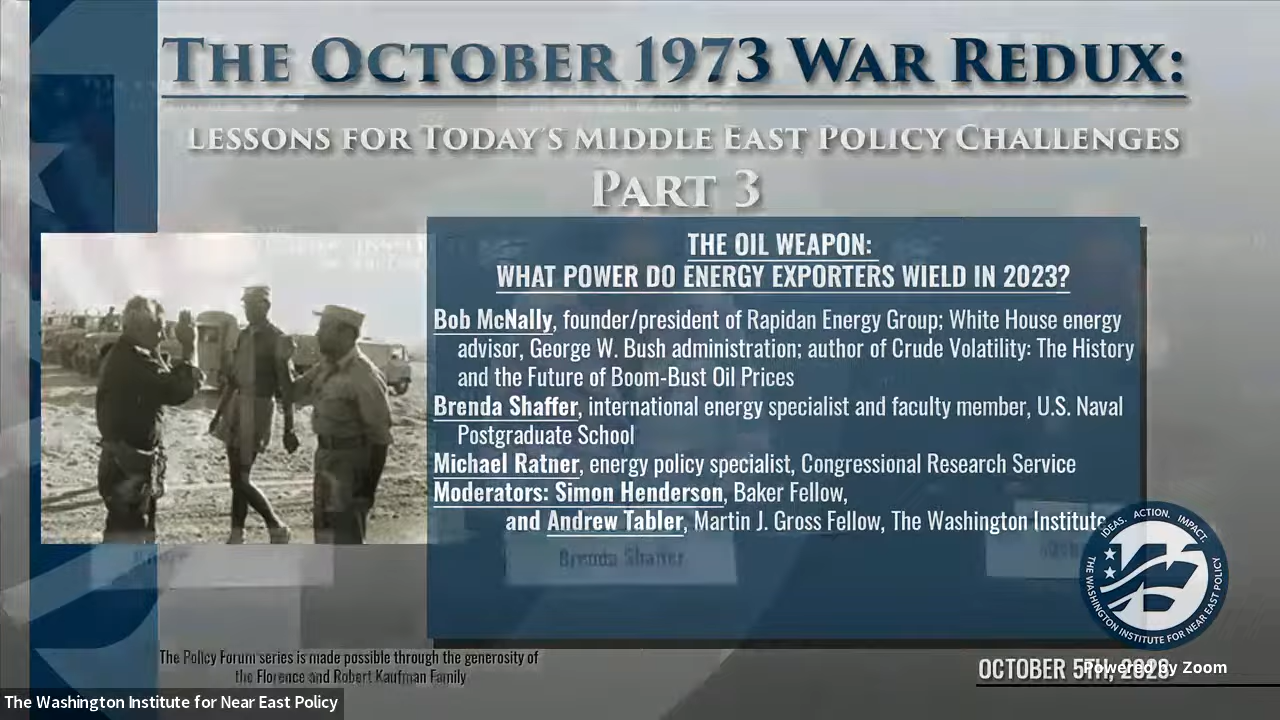 THE OCTOBER 1973 WAR REDUX:
LESSONS FOR TODAY'S MIDDLE EAST POLICY CHALLENGES
PART 3
THE OIL WEAPON:
WHAT POWER DO ENERGY EXPORTERS WIELD IN 2023?
Bob McNally, founder/president of Rapidan Energy Group; White House energy
advisor, George W. Bush administration; author of Crude Volatility: The History
and the Future of Boom-Bust Oil Prices
Brenda Shaffer, international energy specialist and faculty member, U.S. Naval
Postgraduate School
Michael Ratner, energy policy specialist, Congressional Research Service
Moderators: Simon Henderson, Baker Fellow,
and Andrew Tabler, Martin J. Gross Fellow, The Washington Institute
Brenda Shaffer
IDEAS. ACTION. IMPACT.
THE WASHINGTON INSTITUTE FOR NEAR EAST POLICY
The Policy Forum series is made possible through the generosity of
the Florence and Robert Kaufman Family
OCTOBER 5TH, 2023
Powered by Zoom
The Washington Institute for Near East Policy